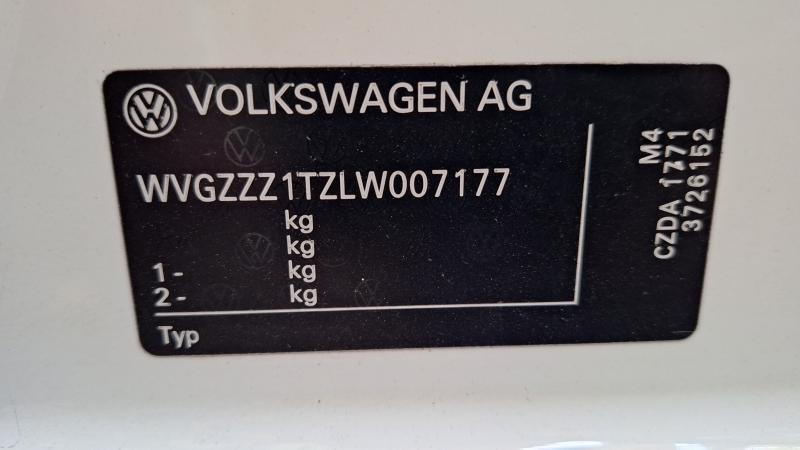 VOLKSWAGEN AG
WVGZZZ1TZLW007177
kg
kg
1 - kg
2 - kg
Typ
M4
CZDA 1771
3726152